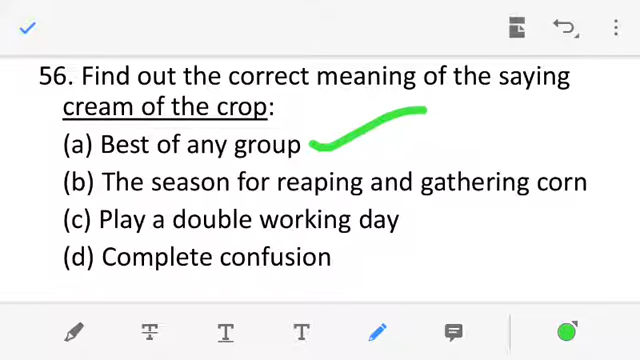 56. Find out the correct meaning of the saying
cream of the crop:
(a) Best of any group
(b) The season for reaping and gathering corn
(c) Play a double working day
(d) Complete confusion